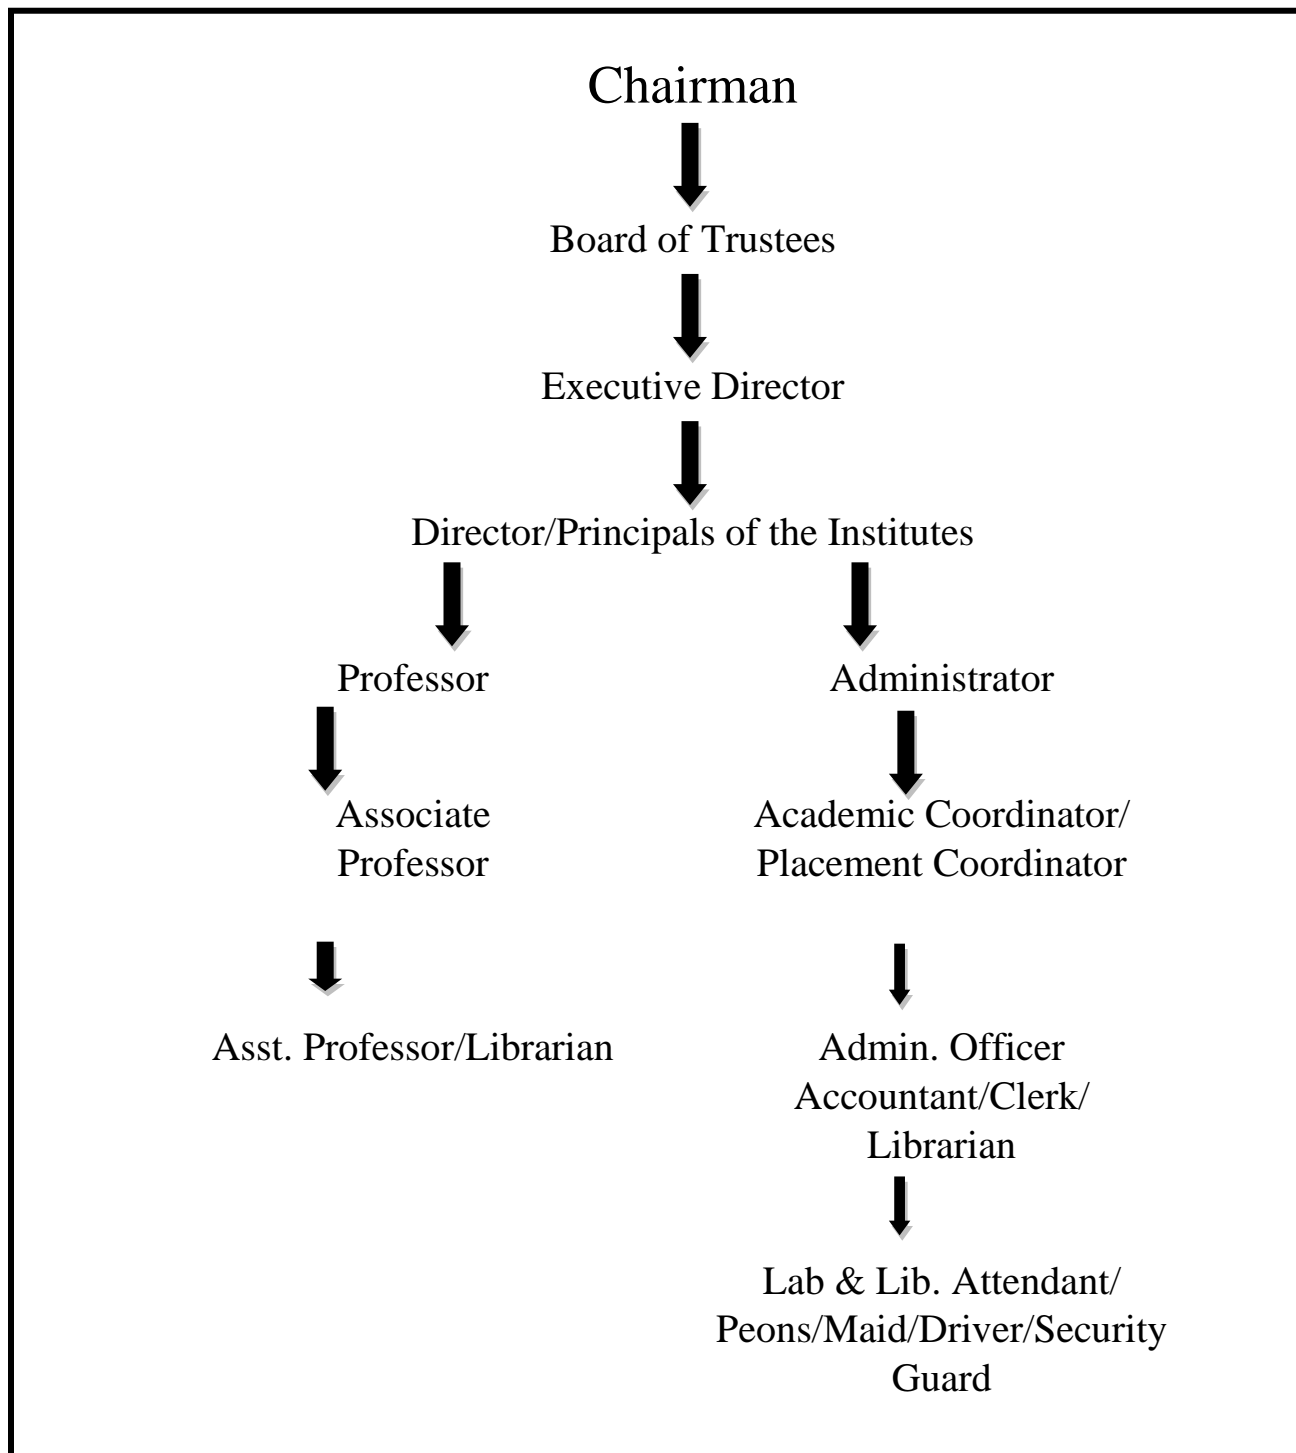 Chairman
Board of Trustees
Executive Director
Director/Principals of the Institutes
Professor
Administrator
Associate
Professor
Academic Coordinator/
Placement Coordinator
Asst. Professor/Librarian
Admin. Officer
Accountant/Clerk/
Librarian
Lab & Lib. Attendant/
Peons/Maid/Driver/Security
Guard